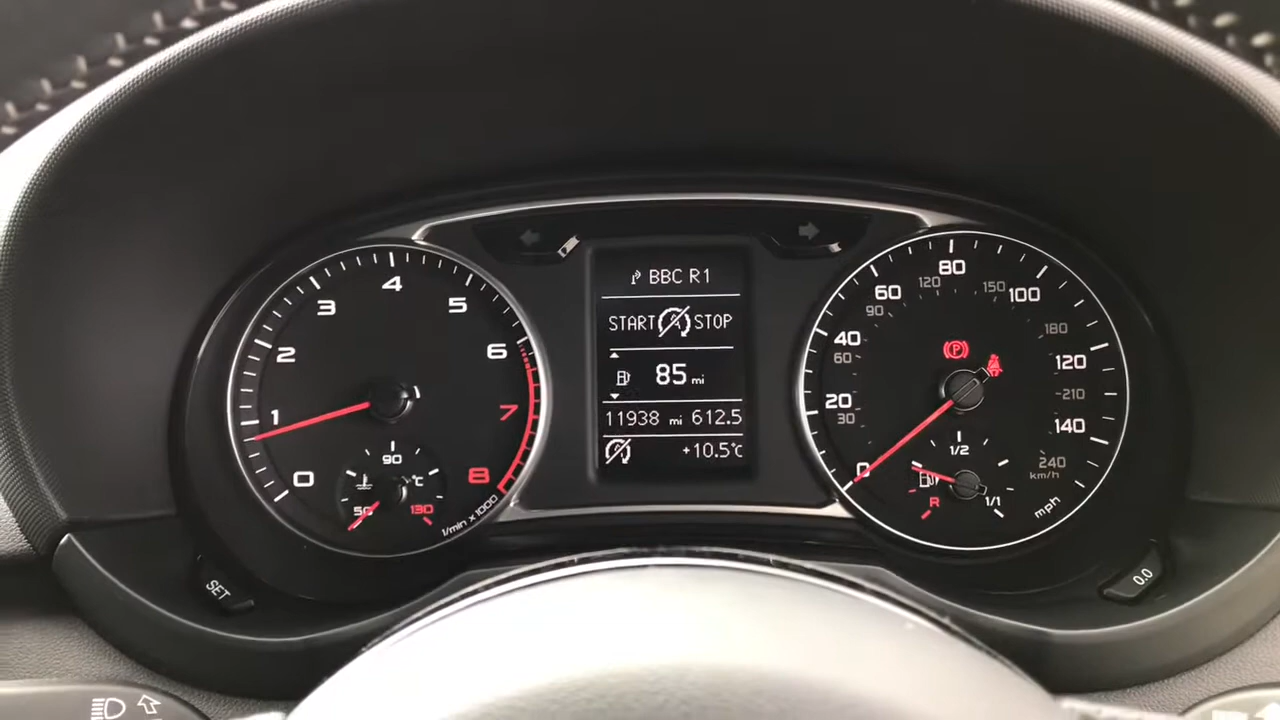 BBC R1
START A STOP
85 mi
11938 mi 612.5
+10.5°C
0
1
2
3
4
5
6
7
8
1/min x 1000
50
90
130
°C
0
20
40
60
80
100
120
140
mph
30
60
90
120
150
180
210
240
km/h
(P)
R
1/2
1/1
SET
0.0